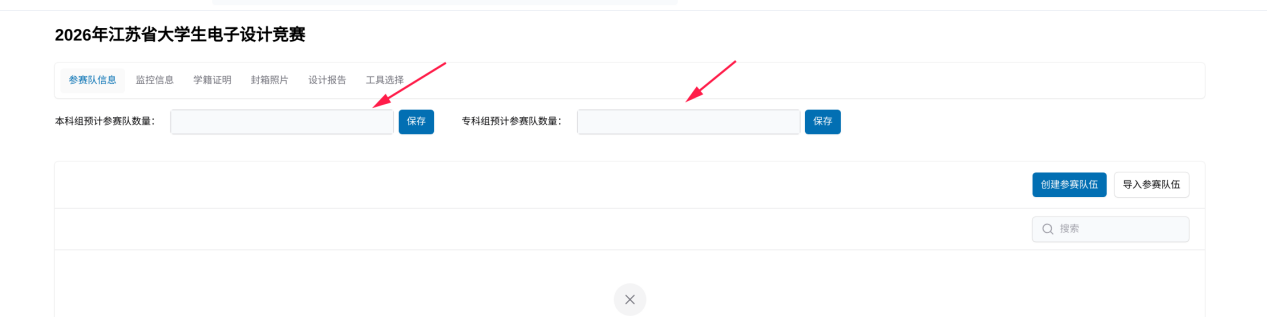 2026年江苏省大学生电子设计竞赛
参赛队信息 监控信息 学籍证明 封箱照片 设计报告 工具选择
本科组预计参赛队数量： 保存 专科组预计参赛队数量： 保存
创建参赛队伍 导入参赛队伍
搜索